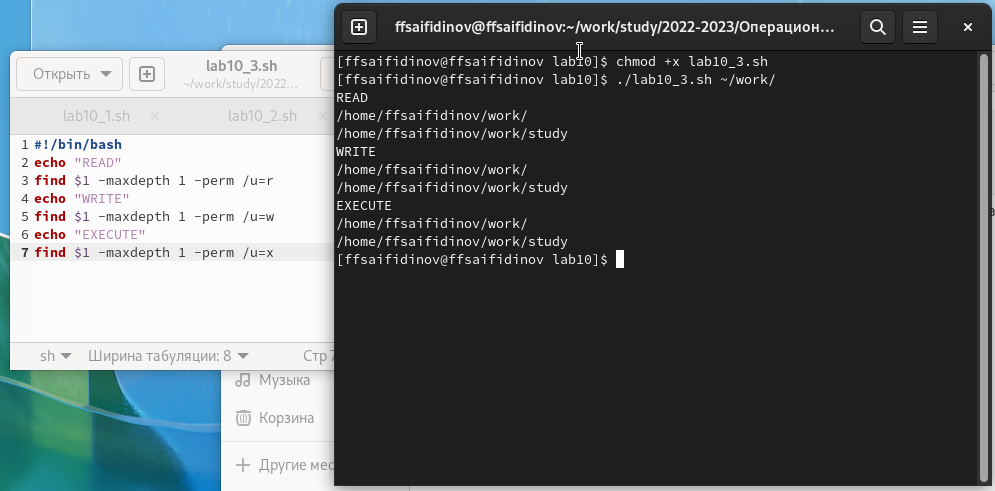 Открыть
lab10_3.sh
~/work/study/2022...
lab10_1.sh ×
lab10_2.sh ×
1 #!/bin/bash
2 echo "READ"
3 find $1 -maxdepth 1 -perm /u=r
4 echo "WRITE"
5 find $1 -maxdepth 1 -perm /u=w
6 echo "EXECUTE"
7 find $1 -maxdepth 1 -perm /u=x
sh
Ширина табуляции: 8
Стр 7
Музыка
Корзина
Другие мес
ffsaifidinov@ffsaifidinov:~/work/study/2022-2023/Операцион...
[ffsaifidinov@ffsaifidinov lab10]$ chmod +x lab10_3.sh
[ffsaifidinov@ffsaifidinov lab10]$ ./lab10_3.sh ~/work/
READ
/home/ffsaifidinov/work/
/home/ffsaifidinov/work/study
WRITE
/home/ffsaifidinov/work/
/home/ffsaifidinov/work/study
EXECUTE
/home/ffsaifidinov/work/
/home/ffsaifidinov/work/study
[ffsaifidinov@ffsaifidinov lab10]$